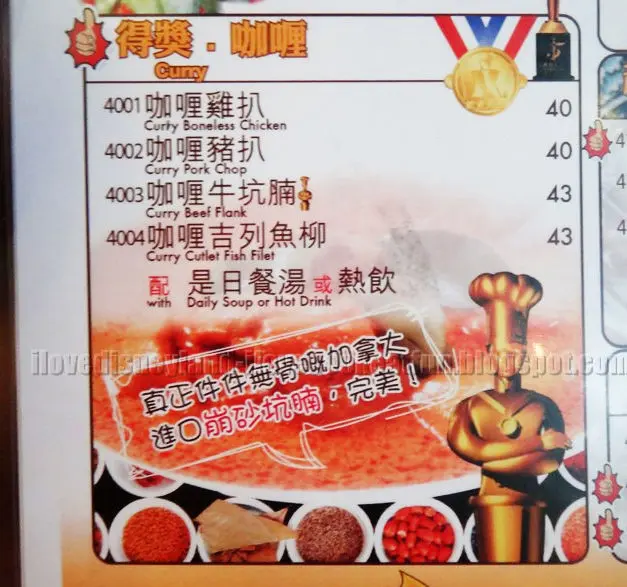 得獎．咖喱
Curry
4001 咖喱雞扒 40
Curry Boneless Chicken
4002 咖喱豬扒 40
Curry Pork Chop
4003 咖喱牛坑腩 43
Curry Beef Flank
4004 咖喱吉列魚柳 43
Curry Cutlet Fish Filet
配 是日餐湯 或 熱飲
with Daily Soup or Hot Drink
真正件件無骨嘅加拿大
進口崩砂坑腩，完美！
4
4
4